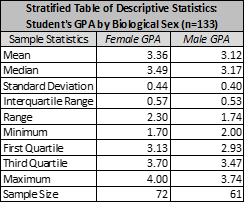 Stratified Table of Descriptive Statistics:
Student's GPA by Biological Sex (n=133)
Sample Statistics Female GPA Male GPA
Mean 3.36 3.12
Median 3.49 3.17
Standard Deviation 0.44 0.40
Interquartile Range 0.57 0.53
Range 2.30 1.74
Minimum 1.70 2.00
First Quartile 3.13 2.93
Third Quartile 3.70 3.47
Maximum 4.00 3.74
Sample Size 72 61